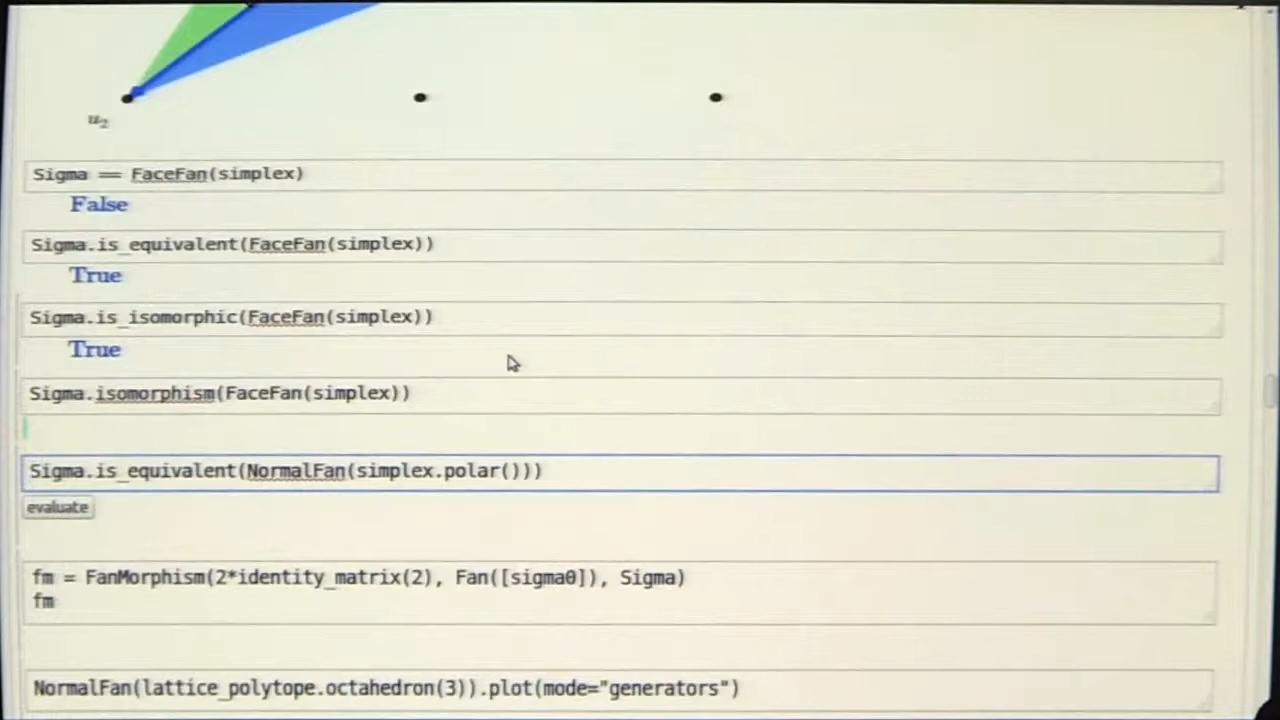 u₂
Sigma == FaceFan(simplex)
False
Sigma.is_equivalent(FaceFan(simplex))
True
Sigma.is_isomorphic(FaceFan(simplex))
True
Sigma.isomorphism(FaceFan(simplex))
Sigma.is_equivalent(NormalFan(simplex.polar()))
evaluate
fm = FanMorphism(2*identity_matrix(2), Fan([sigma0]), Sigma)
fm
NormalFan(lattice_polytope.octahedron(3)).plot(mode="generators")